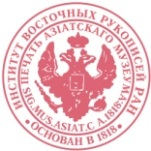 ИНСТИТУТ ВОСТОЧНЫХ РУКОПИСЕЙ РАН
• ОСНОВАН В 1818 •
ПЕЧАТЬ АЗІАТСКАГО МУЗЕУМА
SIG. MUS. ASIAT. C. A.